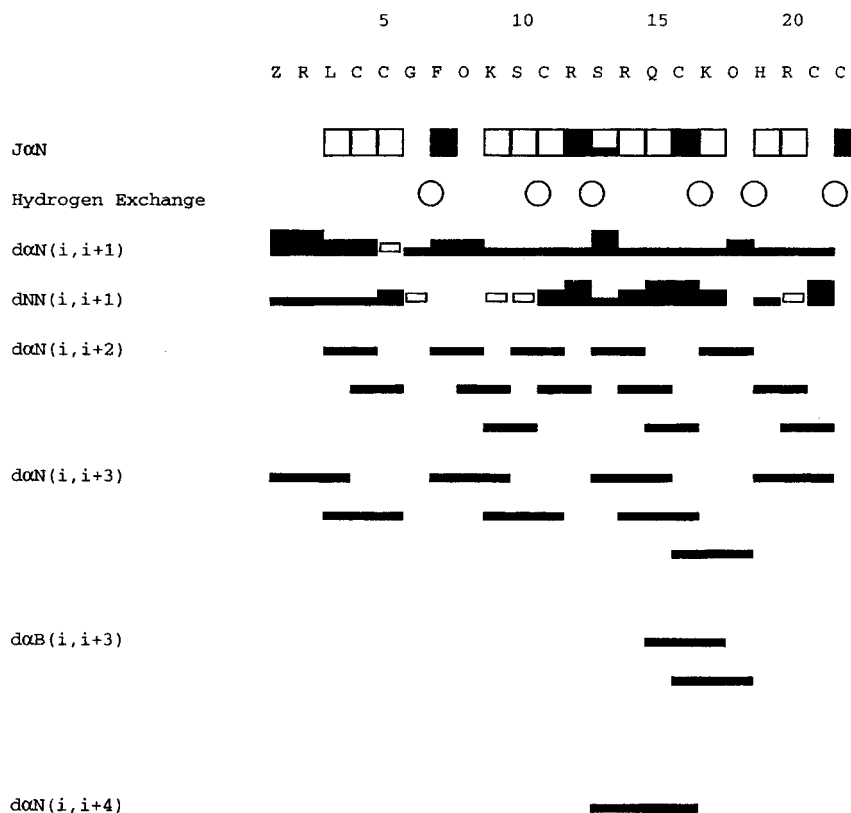 5 10 15 20
Z R L C C G F O K S C R S R Q C K O H R C C
JαN
Hydrogen Exchange
dαN(i,i+1)
dNN(i,i+1)
dαN(i,i+2)
dαN(i,i+3)
dαB(i,i+3)
dαN(i,i+4)